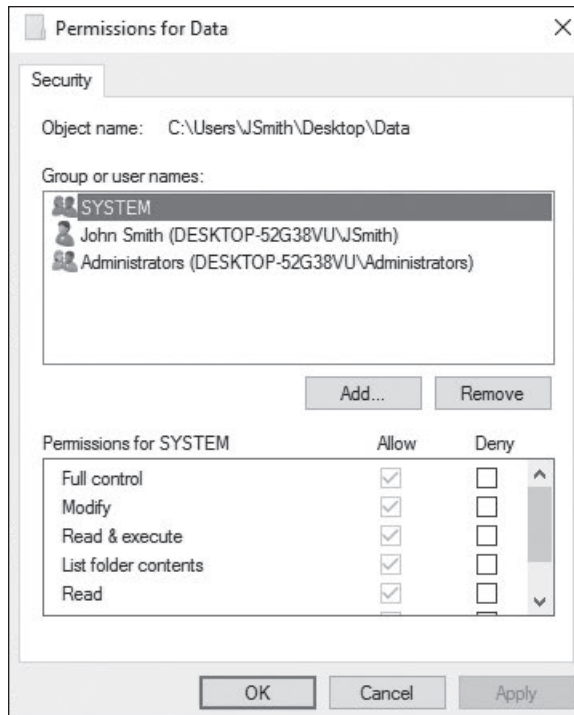 Permissions for Data
Security
Object name: C:\Users\JSmith\Desktop\Data
Group or user names:
SYSTEM
John Smith (DESKTOP-52G38VU\JSmith)
Administrators (DESKTOP-52G38VU\Administrators)
Add... Remove
Permissions for SYSTEM Allow Deny
Full control
Modify
Read & execute
List folder contents
Read
OK Cancel Apply